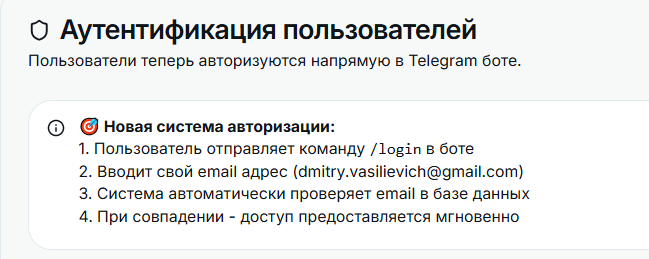 Аутентификация пользователей
Пользователи теперь авторизуются напрямую в Telegram боте.
🎯 Новая система авторизации:
1. Пользователь отправляет команду /login в боте
2. Вводит свой email адрес (dmitry.vasilievich@gmail.com)
3. Система автоматически проверяет email в базе данных
4. При совпадении - доступ предоставляется мгновенно